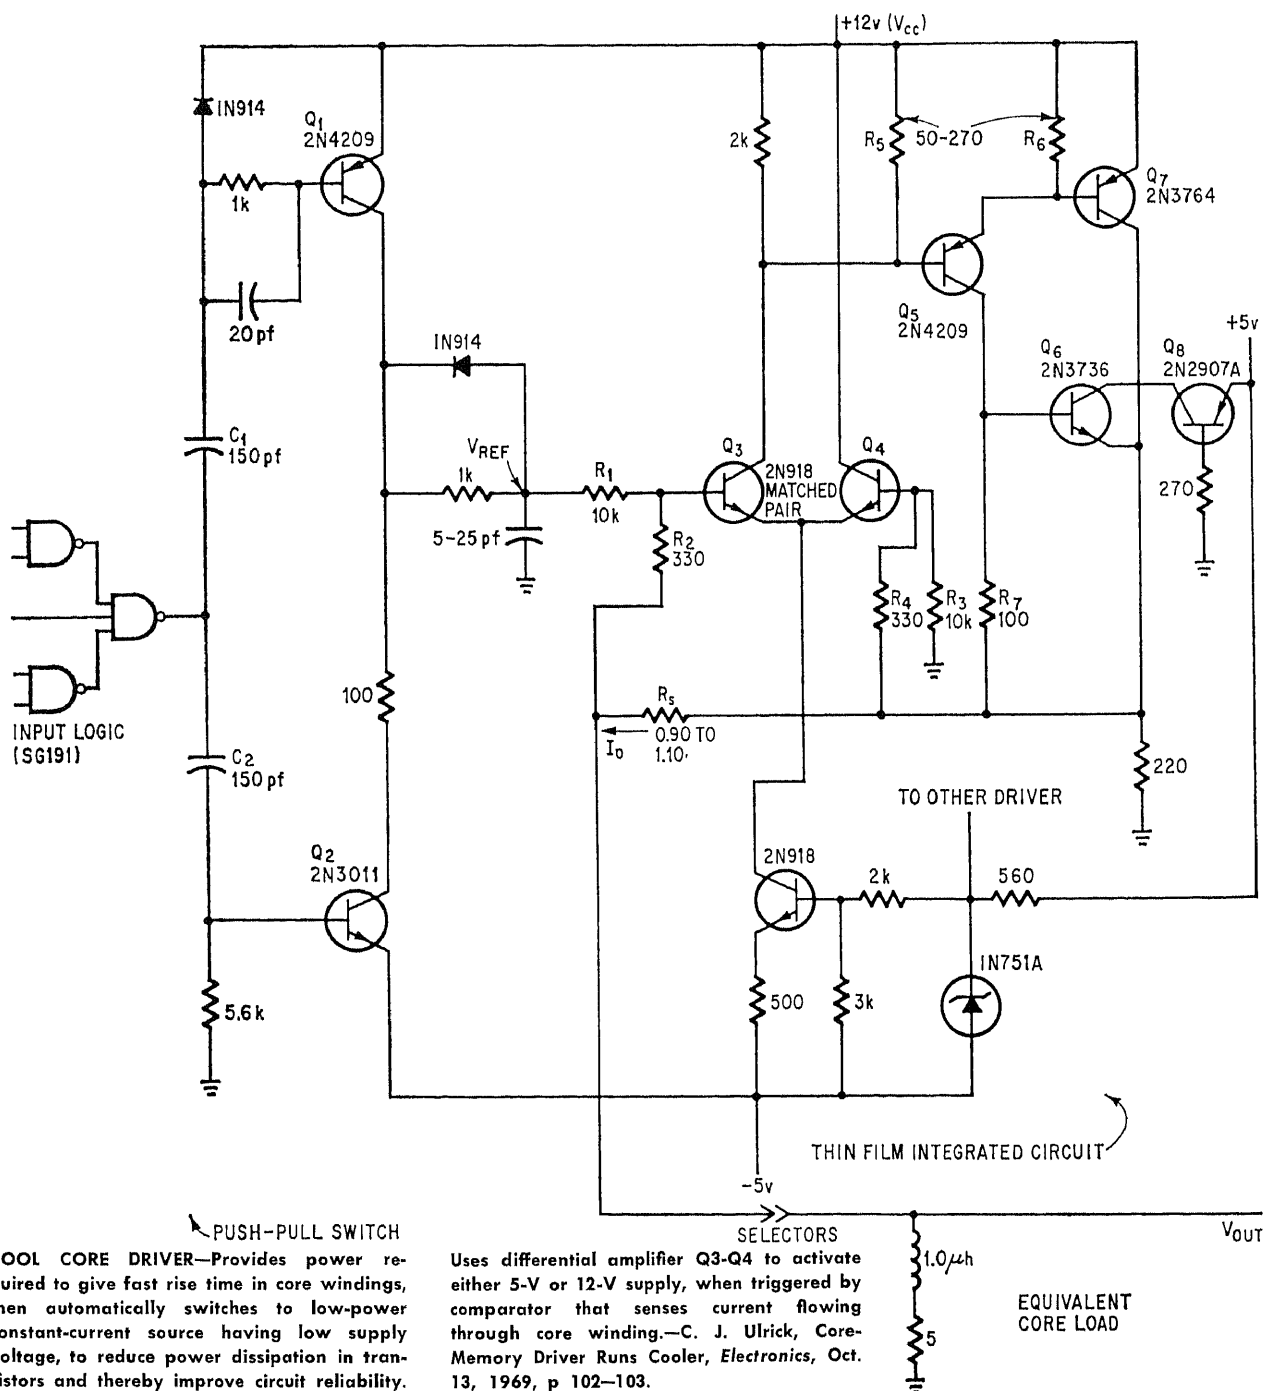 +12v (Vcc)
IN914
Q1
2N4209
1k
20pf
2k
R5
50-270
R6
Q7
2N3764
Q5
2N4209
+5v
IN914
Q6
2N3736
Q8
2N2907A
C1
150pf
VREF
1k
R1
10k
Q3
2N918
MATCHED
PAIR
Q4
270
5-25pf
R2
330
R4
330
R3
10k
R7
100
100
Rs
0.90 TO
1.10
INPUT LOGIC
(SG191)
C2
150pf
220
TO OTHER DRIVER
Q2
2N3011
2N918
2k
560
IN751A
5.6k
500
3k
THIN FILM INTEGRATED CIRCUIT
-5v
PUSH-PULL SWITCH
SELECTORS
VOUT
1.0µh
EQUIVALENT
CORE LOAD
5
OOL CORE DRIVER—Provides power re-
uired to give fast rise time in core windings,
hen automatically switches to low-power
onstant-current source having low supply
oltage, to reduce power dissipation in tran-
istors and thereby improve circuit reliability.
Uses differential amplifier Q3-Q4 to activate
either 5-V or 12-V supply, when triggered by
comparator that senses current flowing
through core winding.—C. J. Ulrick, Core-
Memory Driver Runs Cooler, Electronics, Oct.
13, 1969, p 102–103.